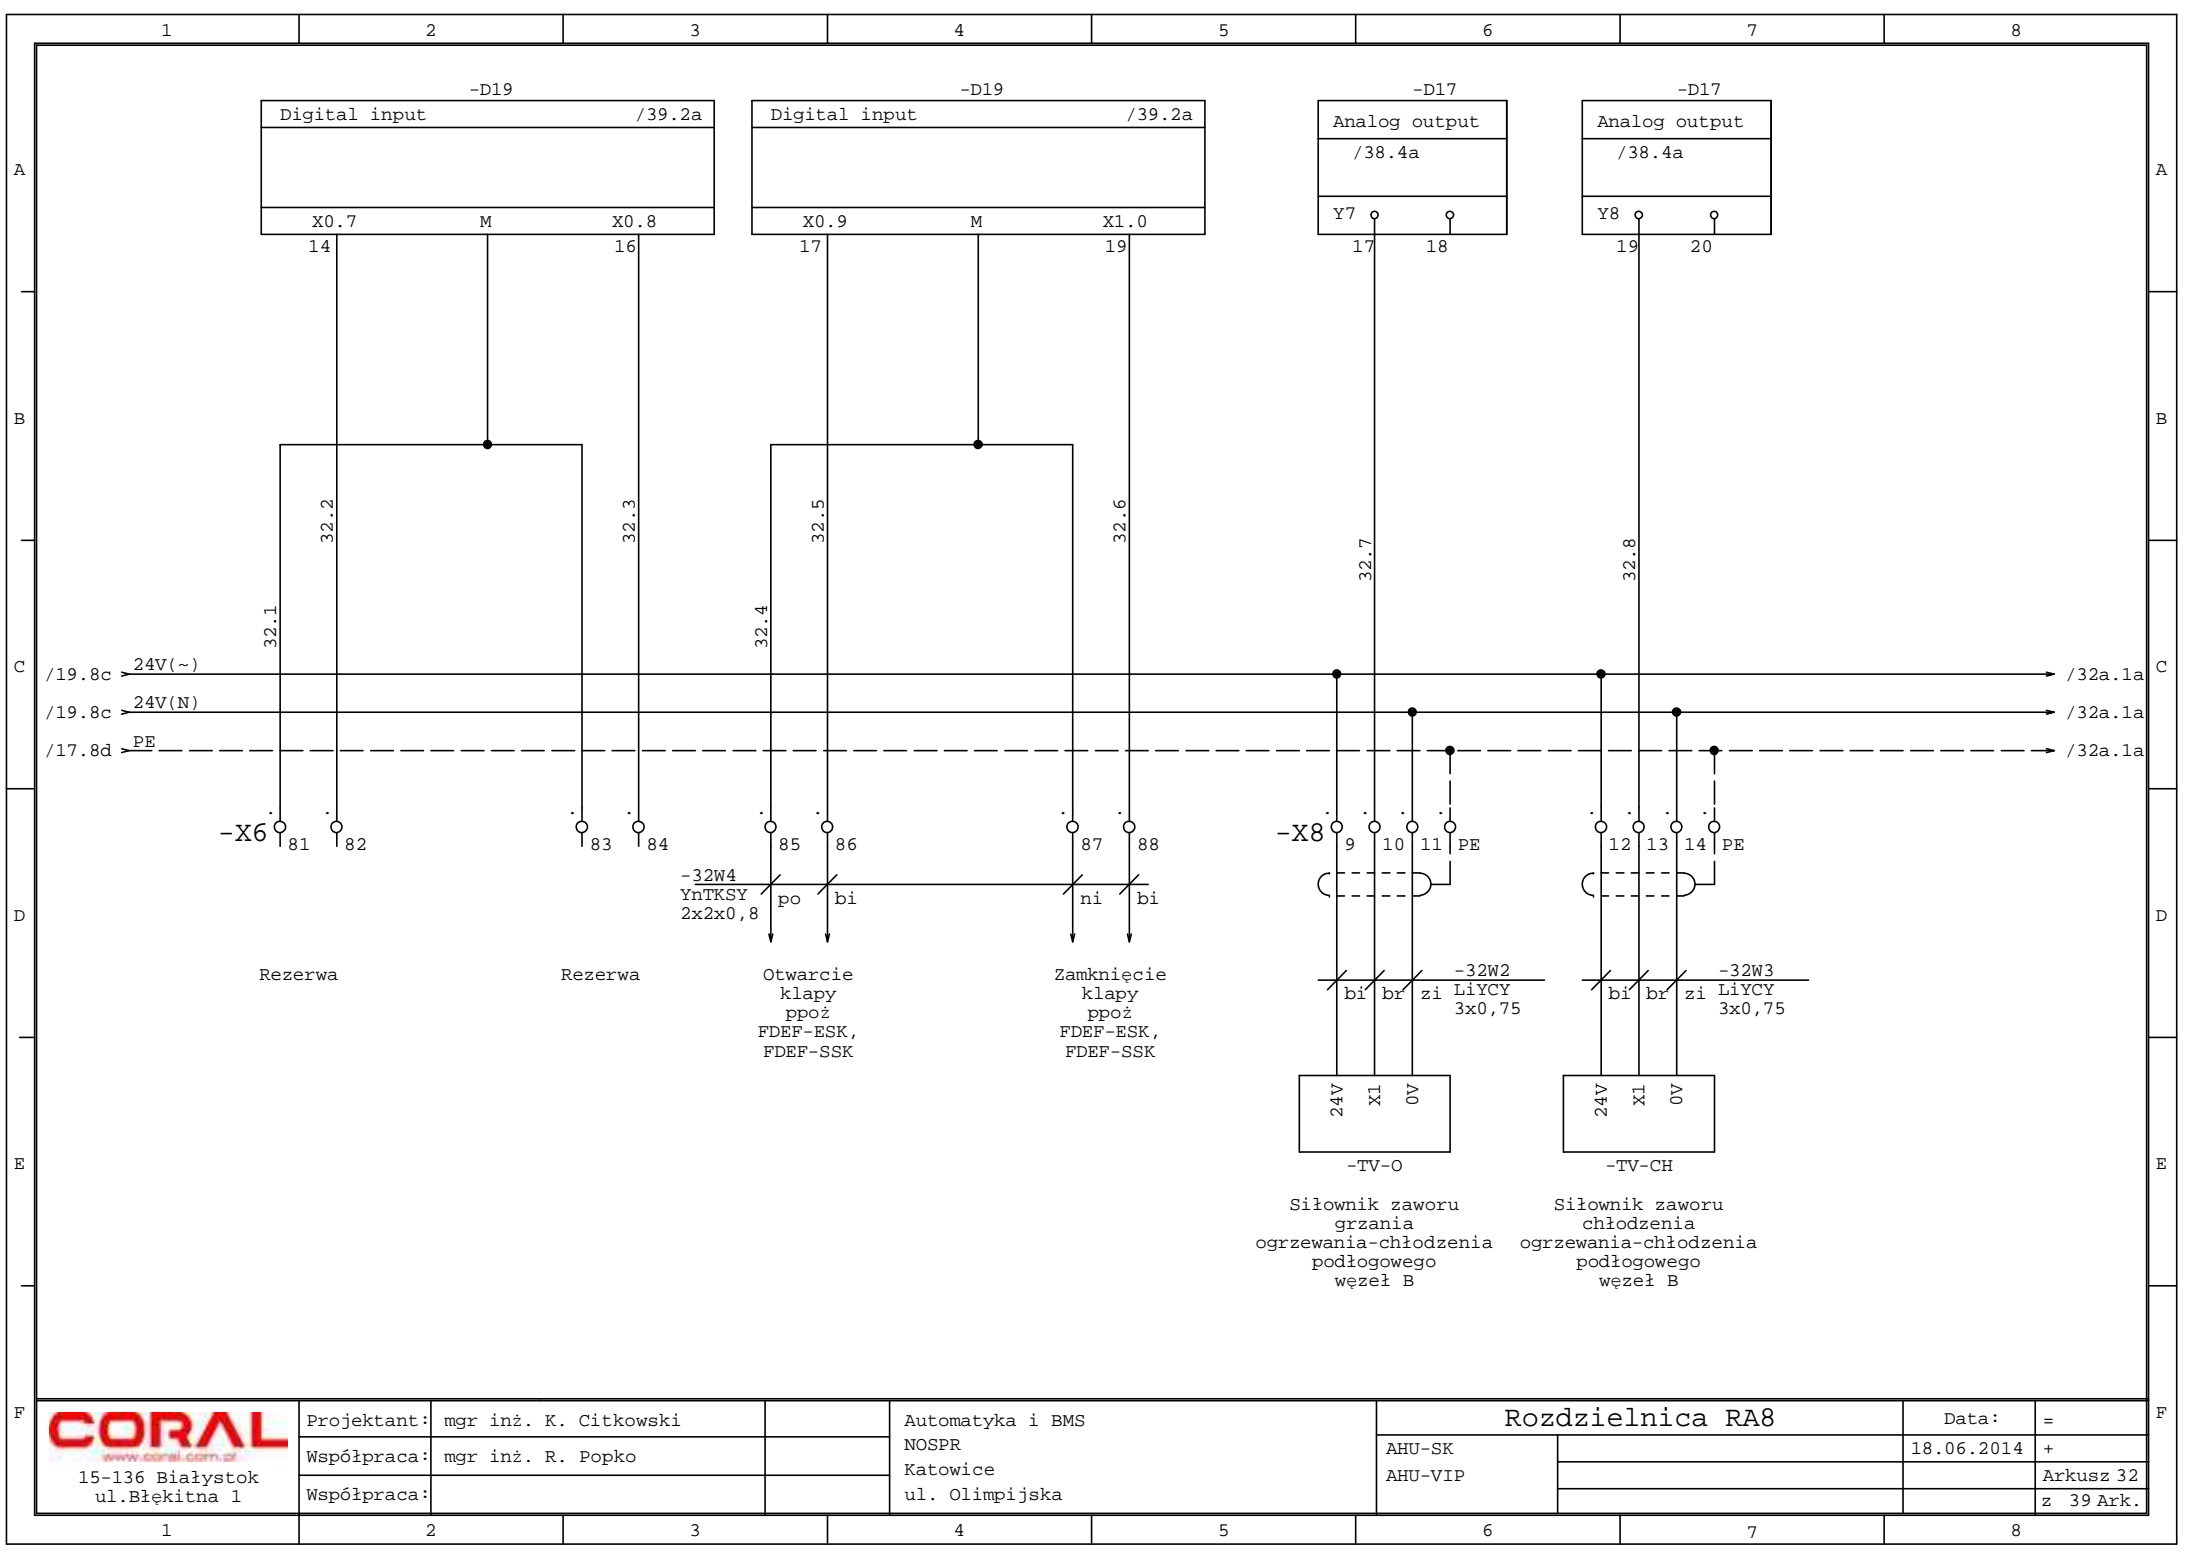 1 2 3 4 5 6 7 8
-D19 -D19 -D17 -D17
Digital input /39.2a Digital input /39.2a Analog output Analog output
/38.4a /38.4a
A A
X0.7 M X0.8 X0.9 M X1.0 Y7 Y8
14 16 17 19 17 18 19 20
B B
32.2 32.3 32.5 32.6 32.7 32.8
32.1 32.4
C C
/19.8c 24V(~) /32a.1a
/19.8c 24V(N) /32a.1a
/17.8d PE /32a.1a
-X6 81 82 83 84 85 86 87 88 -X8 9 10 11 PE 12 13 14 PE
-32W4
YnTKSY
2x2x0,8
po bi ni bi
D D
Rezerwa
Rezerwa
Otwarcie
klapy
ppoż
FDEF-ESK,
FDEF-SSK
Zamknięcie
klapy
ppoż
FDEF-ESK,
FDEF-SSK
bi br zi
-32W2
LiYCY
3x0,75
bi br zi
-32W3
LiYCY
3x0,75
24V X1 0V
24V X1 0V
E E
-TV-O
Siłownik zaworu
grzania
ogrzewania-chłodzenia
podłogowego
węzeł B
-TV-CH
Siłownik zaworu
chłodzenia
ogrzewania-chłodzenia
podłogowego
węzeł B
F F
CORAL
www.coral.com.pl
15-136 Białystok
ul.Błękitna 1
Projektant: mgr inż. K. Citkowski
Współpraca: mgr inż. R. Popko
Współpraca:
Automatyka i BMS
NOSPR
Katowice
ul. Olimpijska
Rozdzielnica RA8
AHU-SK
AHU-VIP
Data:
18.06.2014
=
+
Arkusz 32
z 39 Ark.
1 2 3 4 5 6 7 8